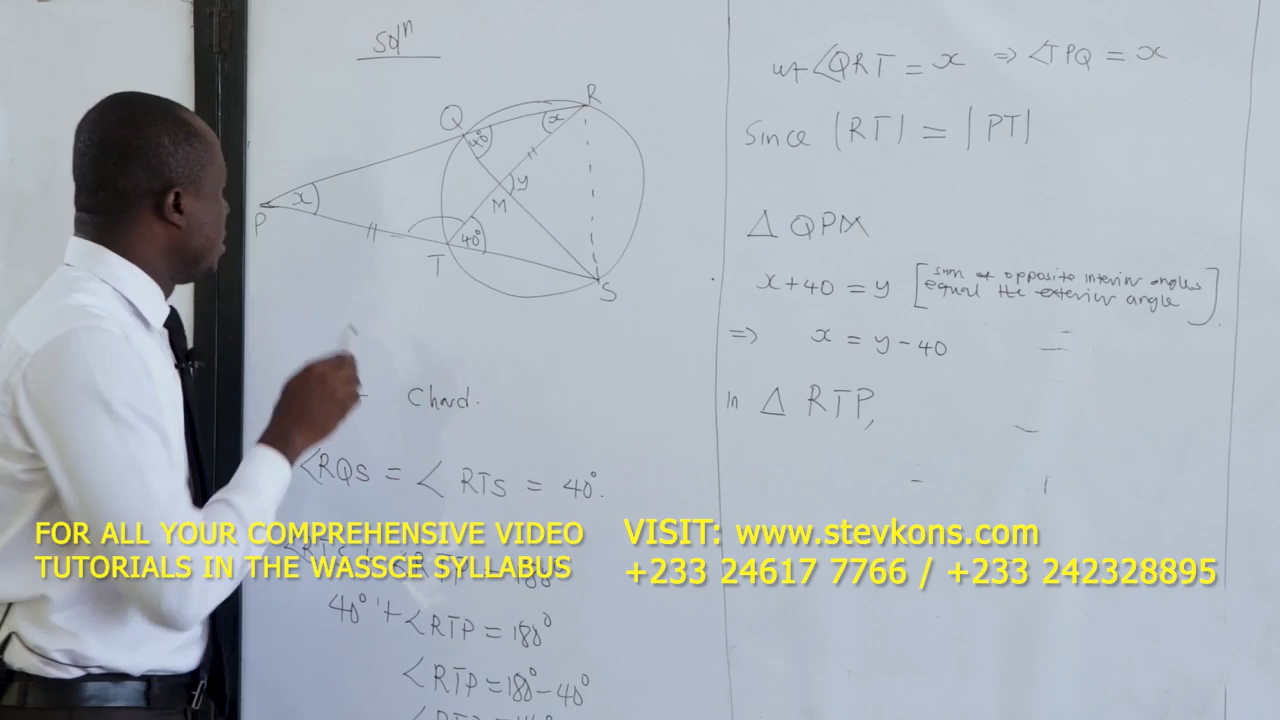 Solⁿ
R
Q
x
40°
y
x
M
P
T
40°
S
Chord.
∠RQS = ∠ RTS = 40°.
180°
40° + ∠RTP = 180°
∠RTP = 180° - 40°
∠QRT = x ⇒ ∠TPQ = x
Since |RT| = |PT|
Δ QPM
x + 40 = y [sum of opposite interior angles
equal the exterior angle]
⇒ x = y - 40
In Δ RTP,
FOR ALL YOUR COMPREHENSIVE VIDEO
TUTORIALS IN THE WASSCE SYLLABUS
VISIT: www.stevkons.com
+233 24617 7766 / +233 242328895